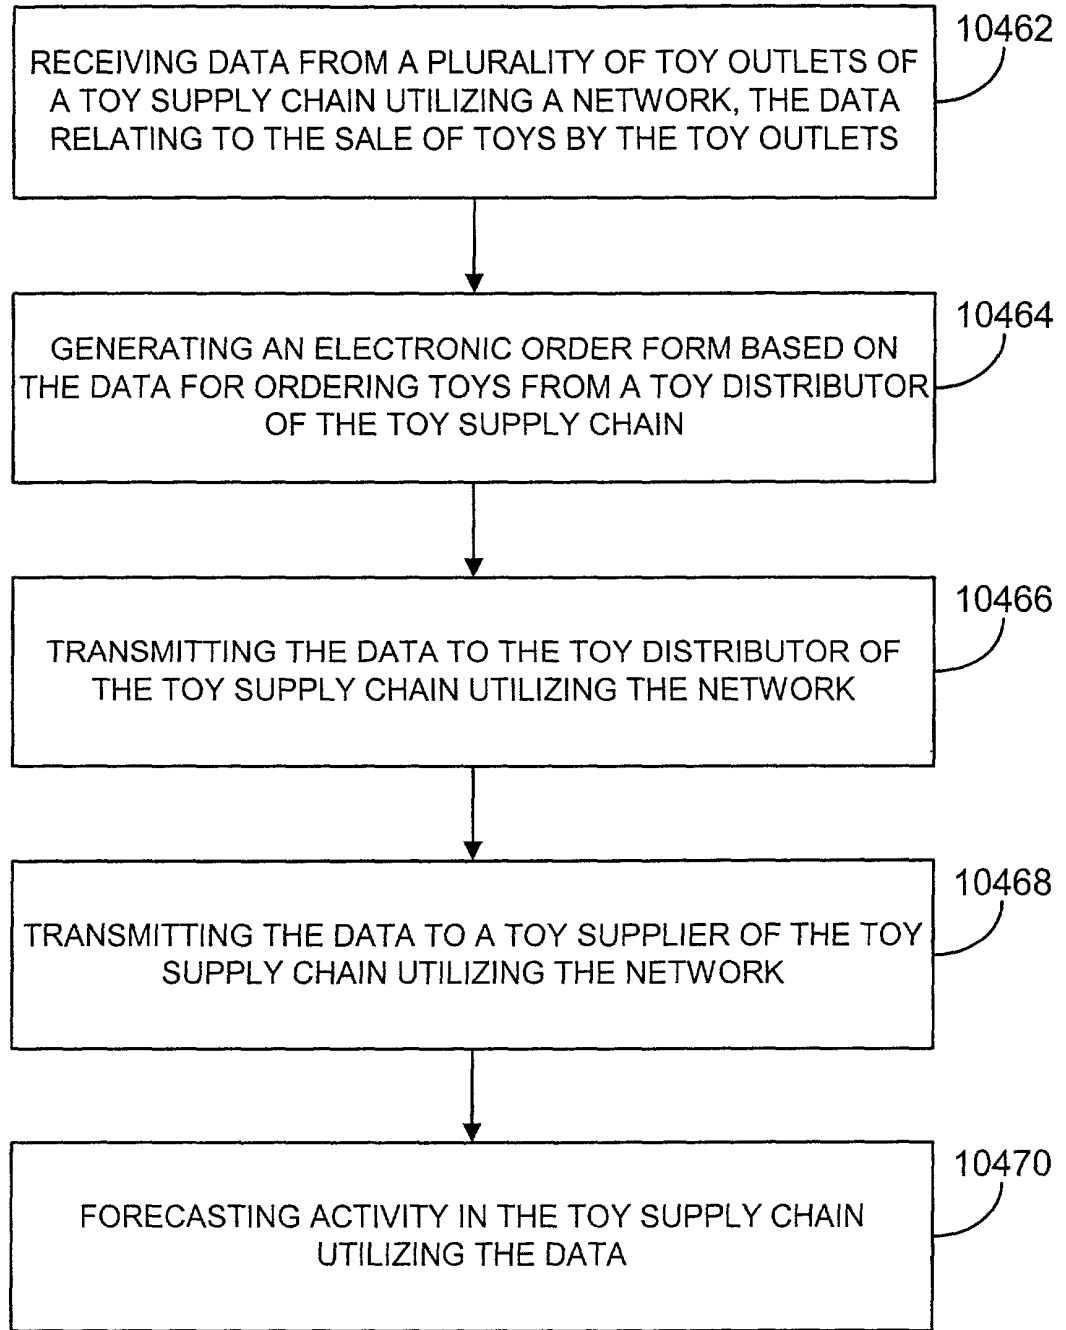 10462
RECEIVING DATA FROM A PLURALITY OF TOY OUTLETS OF
A TOY SUPPLY CHAIN UTILIZING A NETWORK, THE DATA
RELATING TO THE SALE OF TOYS BY THE TOY OUTLETS
10464
GENERATING AN ELECTRONIC ORDER FORM BASED ON
THE DATA FOR ORDERING TOYS FROM A TOY DISTRIBUTOR
OF THE TOY SUPPLY CHAIN
10466
TRANSMITTING THE DATA TO THE TOY DISTRIBUTOR OF
THE TOY SUPPLY CHAIN UTILIZING THE NETWORK
10468
TRANSMITTING THE DATA TO A TOY SUPPLIER OF THE TOY
SUPPLY CHAIN UTILIZING THE NETWORK
10470
FORECASTING ACTIVITY IN THE TOY SUPPLY CHAIN
UTILIZING THE DATA